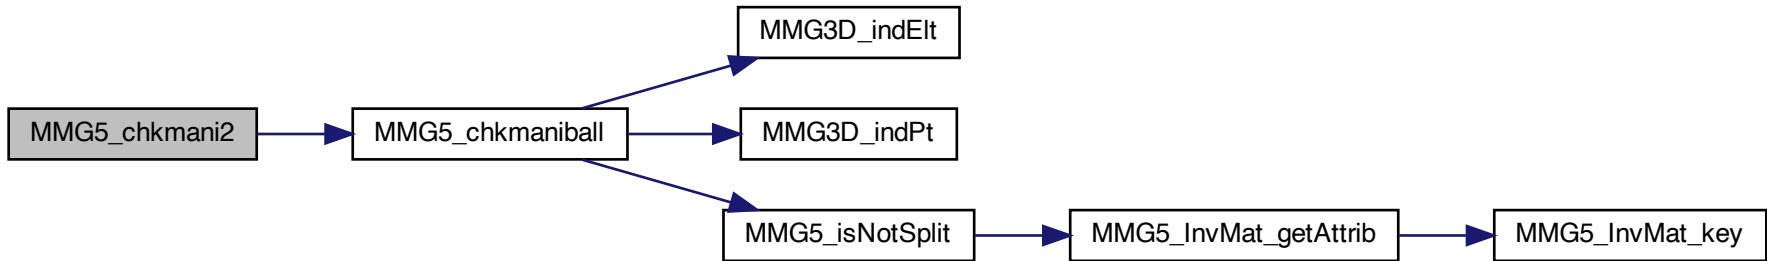 MMG3D_indElt
MMG5_chkmani2
MMG5_chkmaniball
MMG3D_indPt
MMG5_isNotSplit
MMG5_InvMat_getAttrib
MMG5_InvMat_key